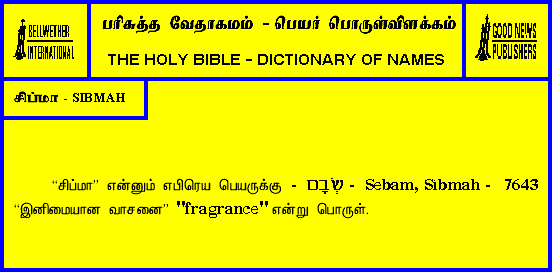 BELLWETHER
INTERNATIONAL
பரிசுத்த வேதாகமம் - பெயர் பொருள்விளக்கம்
THE HOLY BIBLE - DICTIONARY OF NAMES
GOOD NEWS
PUBLISHERS
சிப்மா - SIBMAH
“சிப்மா” என்னும் எபிரெய பெயருக்கு - שְׂבָם - Sebam, Sibmah - 7643
“இனிமையான வாசனை” "fragrance" என்று பொருள்.